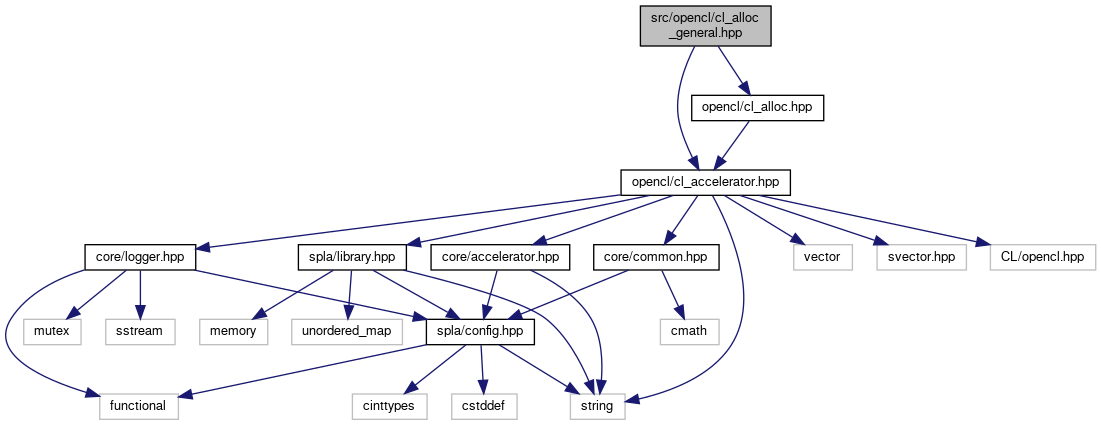 src/opencl/cl_alloc
_general.hpp
opencl/cl_alloc.hpp
opencl/cl_accelerator.hpp
core/logger.hpp
spla/library.hpp
core/accelerator.hpp
core/common.hpp
vector
svector.hpp
CL/opencl.hpp
mutex
sstream
memory
unordered_map
spla/config.hpp
cmath
functional
cinttypes
cstddef
string